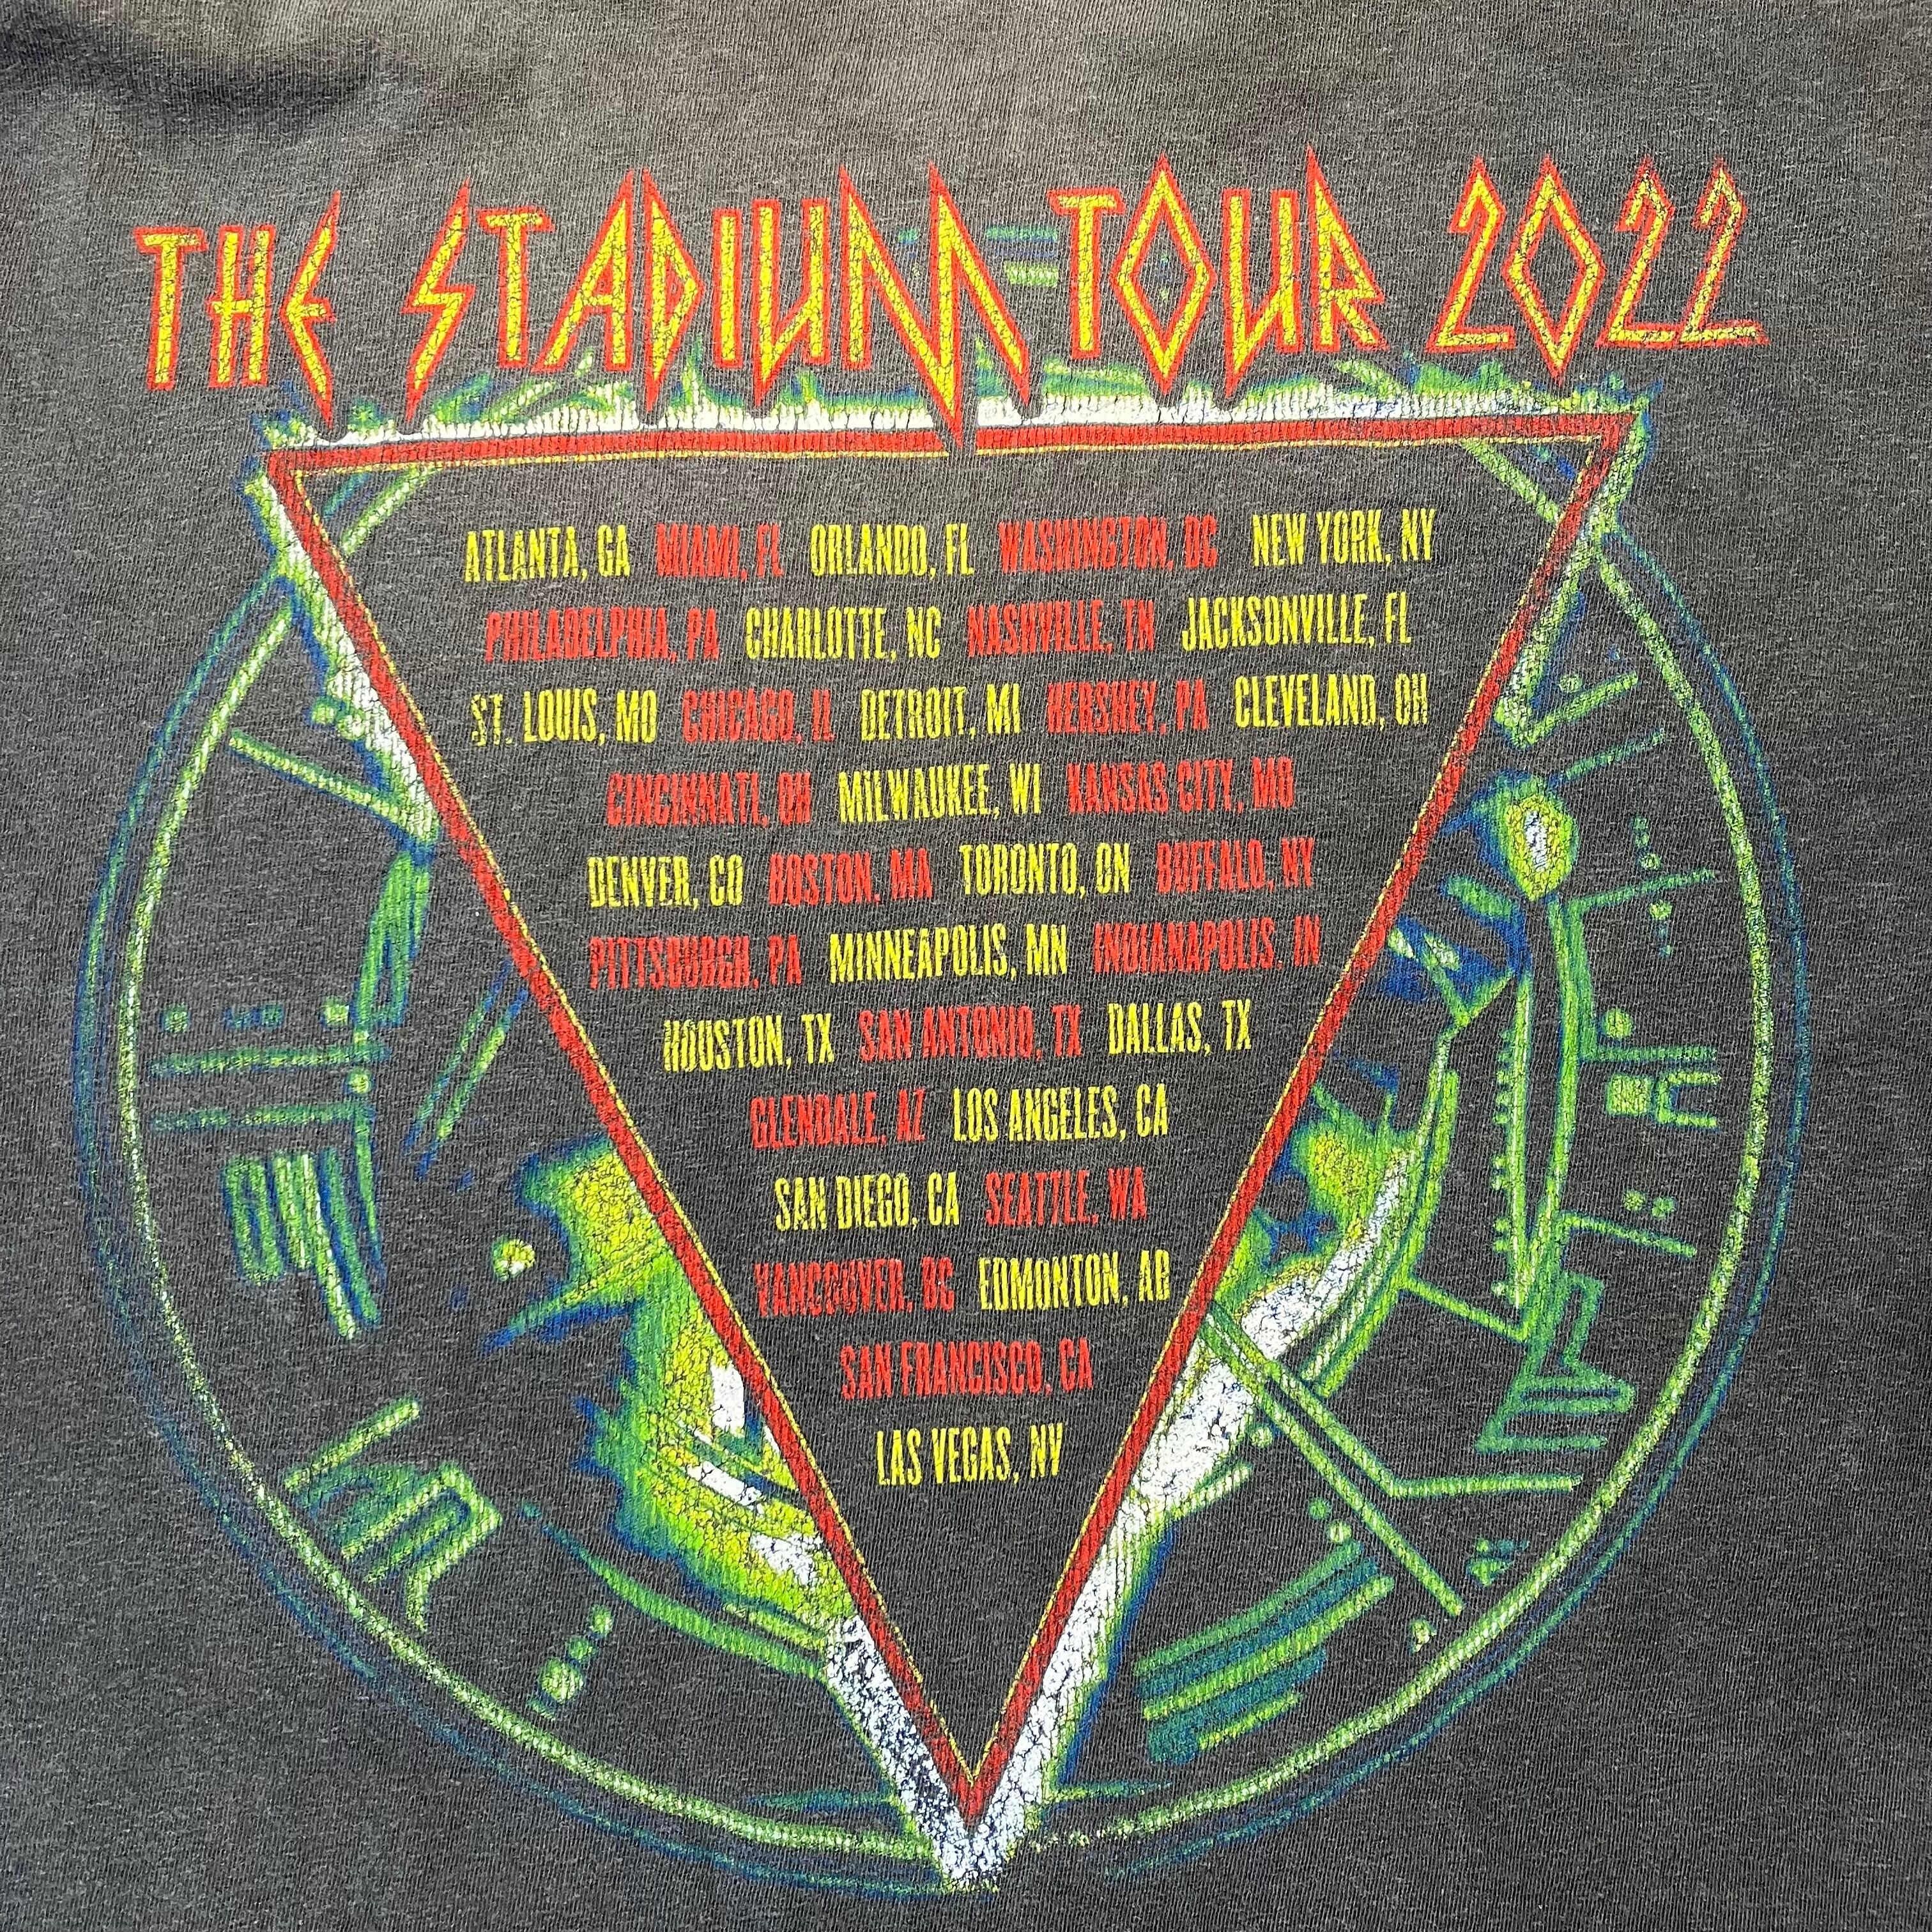 THE STADIUM TOUR 2022
ATLANTA, GA MIAMI, FL ORLANDO, FL WASHINGTON, DC NEW YORK, NY
PHILADELPHIA, PA CHARLOTTE, NC NASHVILLE, TN JACKSONVILLE, FL
ST. LOUIS, MO CHICAGO, IL DETROIT, MI HERSHEY, PA CLEVELAND, OH
CINCINNATI, OH MILWAUKEE, WI KANSAS CITY, MO
DENVER, CO BOSTON, MA TORONTO, ON BUFFALO, NY
PITTSBURGH, PA MINNEAPOLIS, MN INDIANAPOLIS, IN
HOUSTON, TX SAN ANTONIO, TX DALLAS, TX
GLENDALE, AZ LOS ANGELES, CA
SAN DIEGO, CA SEATTLE, WA
VANCOUVER, BC EDMONTON, AB
SAN FRANCISCO, CA
LAS VEGAS, NV